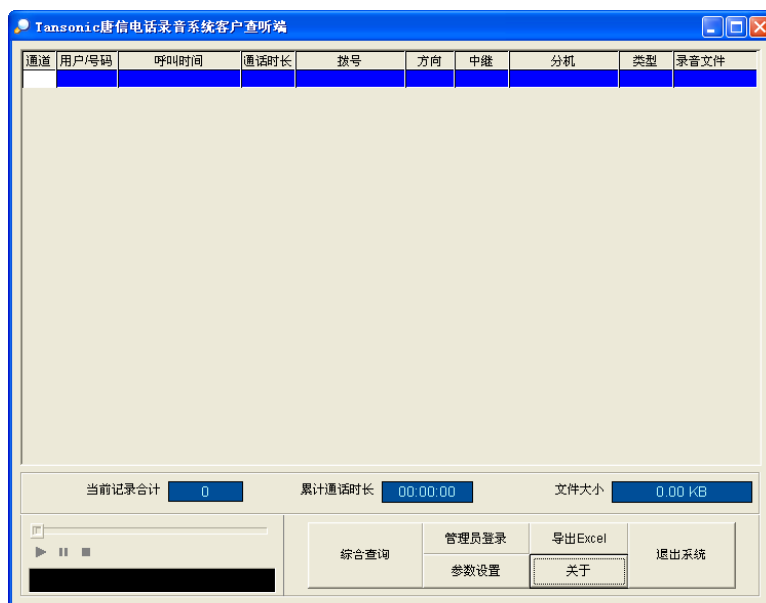 Tansonic唐信电话录音系统客户查听端
通道 用户/号码 呼叫时间 通话时长 拨号 方向 中继 分机 类型 录音文件
当前记录合计 0 累计通话时长 00:00:00 文件大小 0.00 KB
综合查询 管理员登录 导出Excel 退出系统
参数设置 关于